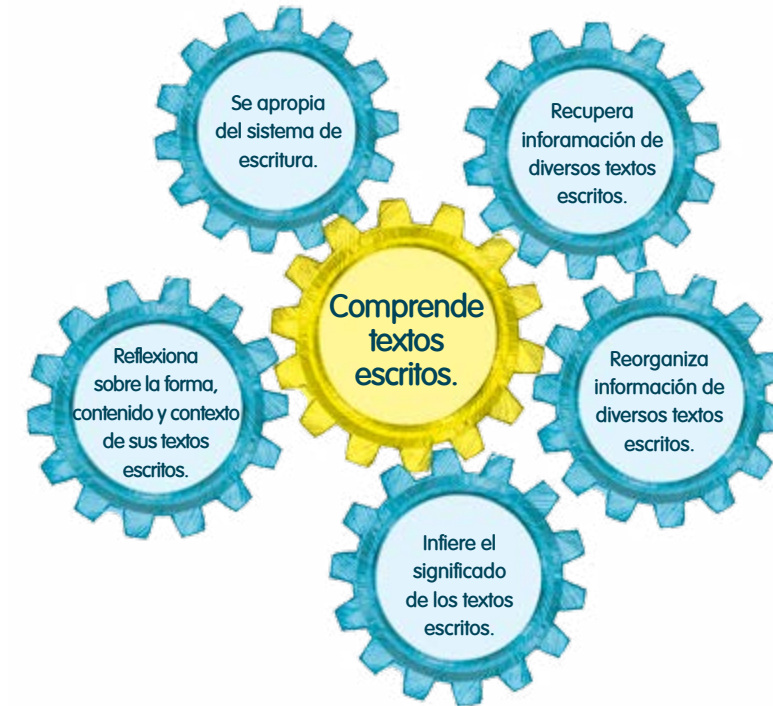 Se apropia
del sistema de
escritura.
Recupera
inforamación de
diversos textos
escritos.
Comprende
textos
escritos.
Reflexiona
sobre la forma,
contenido y contexto
de sus textos
escritos.
Reorganiza
información de
diversos textos
escritos.
Infiere el
significado
de los textos
escritos.